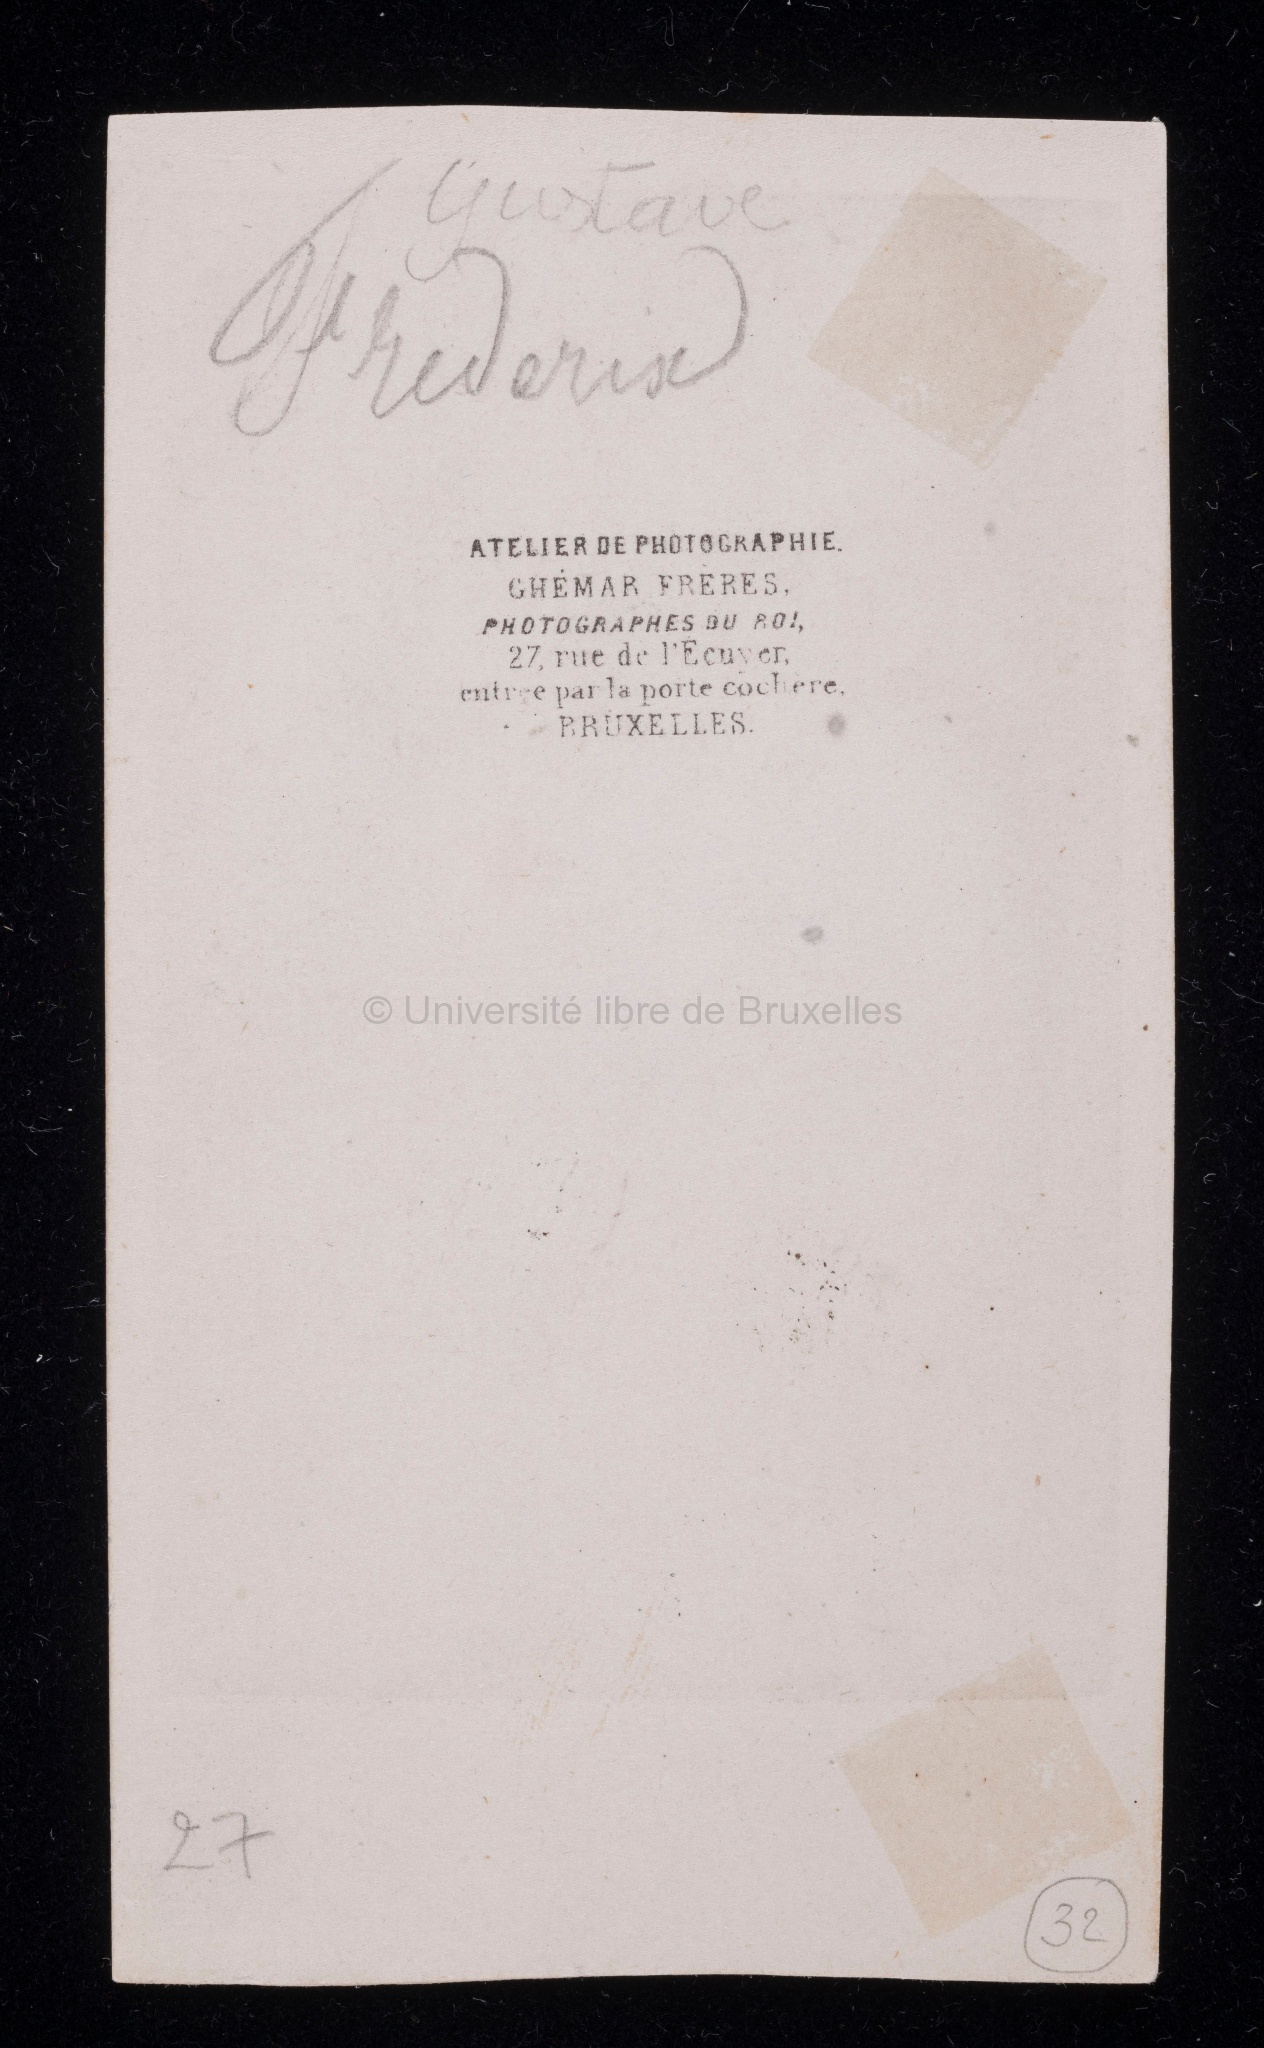 Gustave
Frederix
ATELIER DE PHOTOGRAPHIE.
GHÉMAR FRÈRES,
PHOTOGRAPHES DU ROI,
27, rue de l'Écuyer,
entrée par la porte cochère,
BRUXELLES.
© Université libre de Bruxelles
27
32